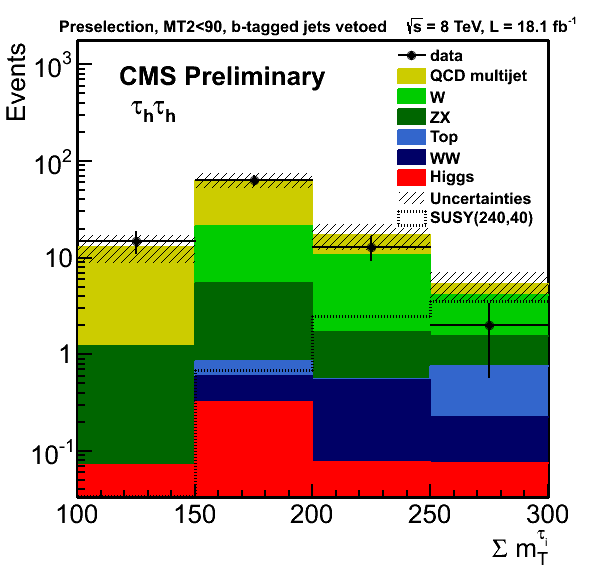 Preselection, MT2<90, b-tagged jets vetoed √s = 8 TeV, L = 18.1 fb⁻¹
Events
10³
10²
10
1
10⁻¹
CMS Preliminary
τₕτₕ
data
QCD multijet
W
ZX
Top
WW
Higgs
Uncertainties
SUSY(240,40)
100 150 200 250 300
Σ m_T^{τ_i}